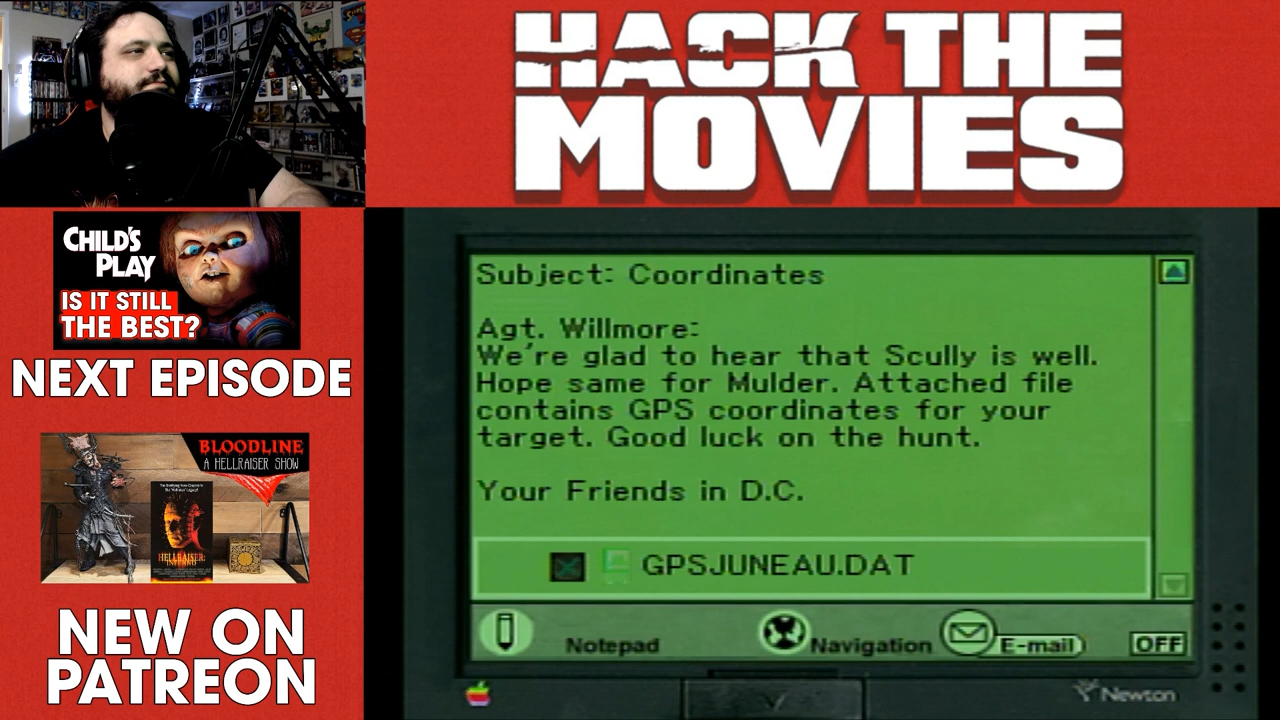 HACK THE
MOVIES
CHILD'S
PLAY
IS IT STILL
THE BEST?
NEXT EPISODE
BLOODLINE
A HELLRAISER SHOW
HELLRAISER:
INFERNO
NEW ON
PATREON
Subject: Coordinates
Agt. Willmore:
We're glad to hear that Scully is well.
Hope same for Mulder. Attached file
contains GPS coordinates for your
target. Good luck on the hunt.
Your Friends in D.C.
GPSJUNEAU.DAT
Notepad
Navigation
E-mail
OFF
Newton